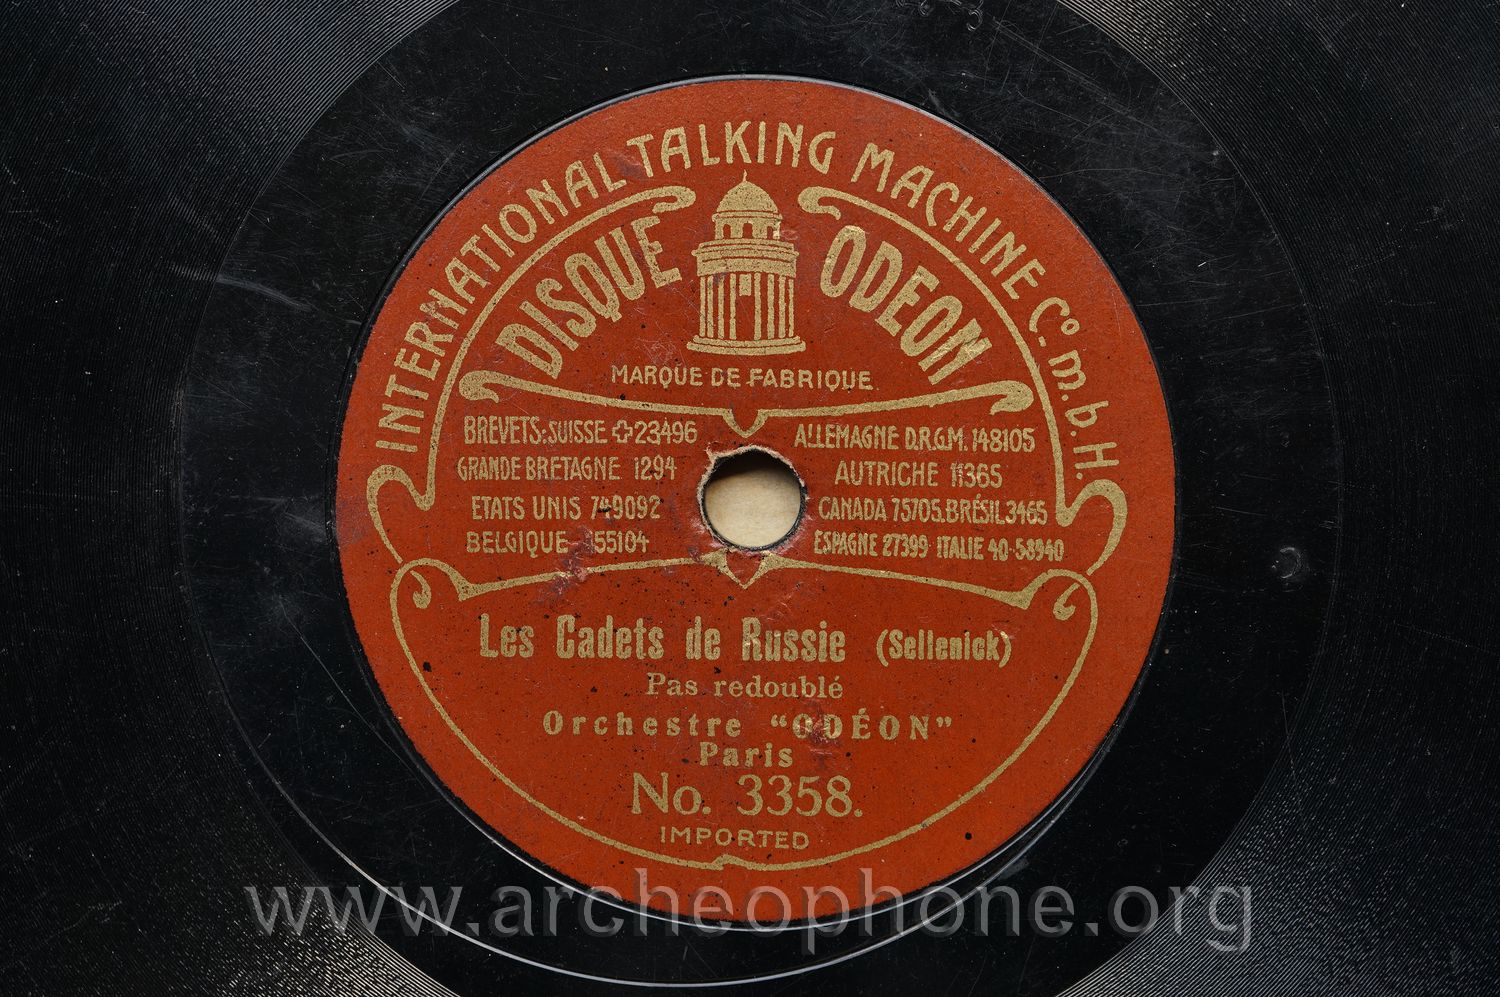 INTERNATIONAL TALKING MACHINE Co. m. b. H.
DISQUE ODEON
MARQUE DE FABRIQUE
BREVETS: SUISSE 23496
GRANDE BRETAGNE 1294
ETATS UNIS 749092
BELGIQUE 155104
ALLEMAGNE D.R.G.M. 148105
AUTRICHE 11365
CANADA 75705. BRÉSIL 3465
ESPAGNE 27399 ITALIE 40-58940
Les Cadets de Russie (Sellenick)
Pas redoublé
Orchestre "ODÉON"
Paris
No. 3358.
IMPORTED
www.archeophone.org